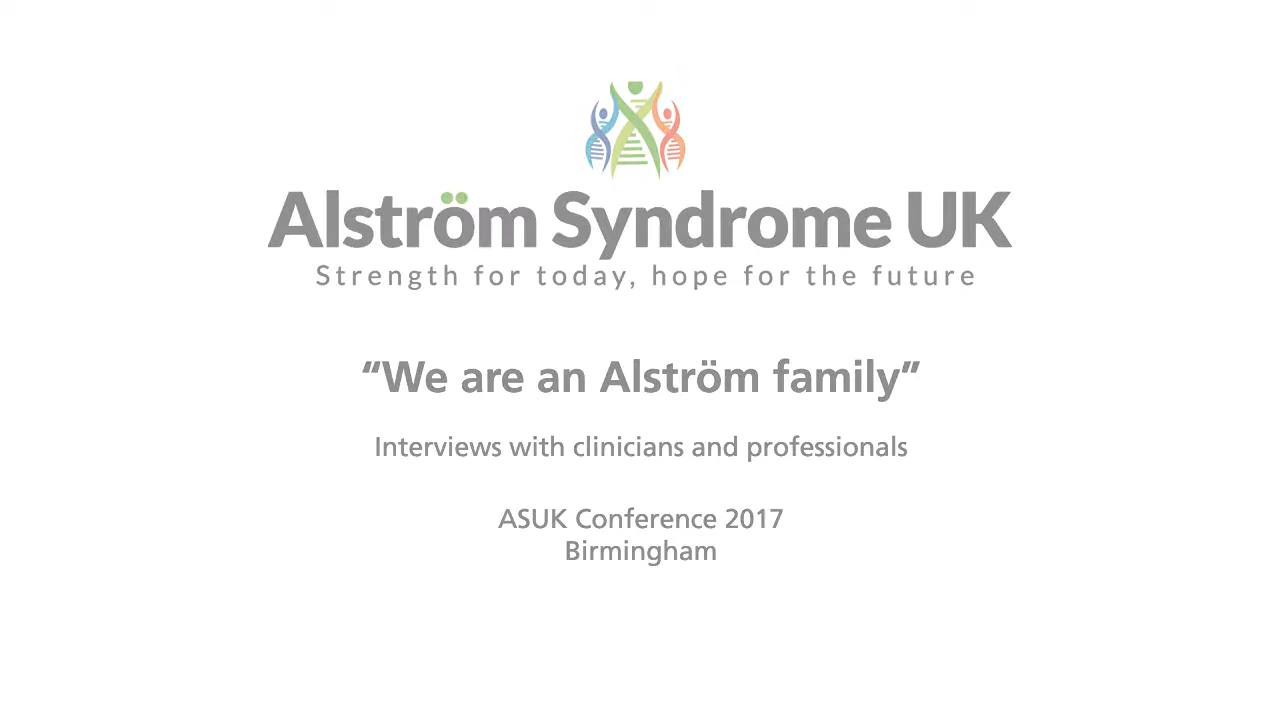 Alström Syndrome UK
Strength for today, hope for the future
“We are an Alström family”
Interviews with clinicians and professionals
ASUK Conference 2017
Birmingham